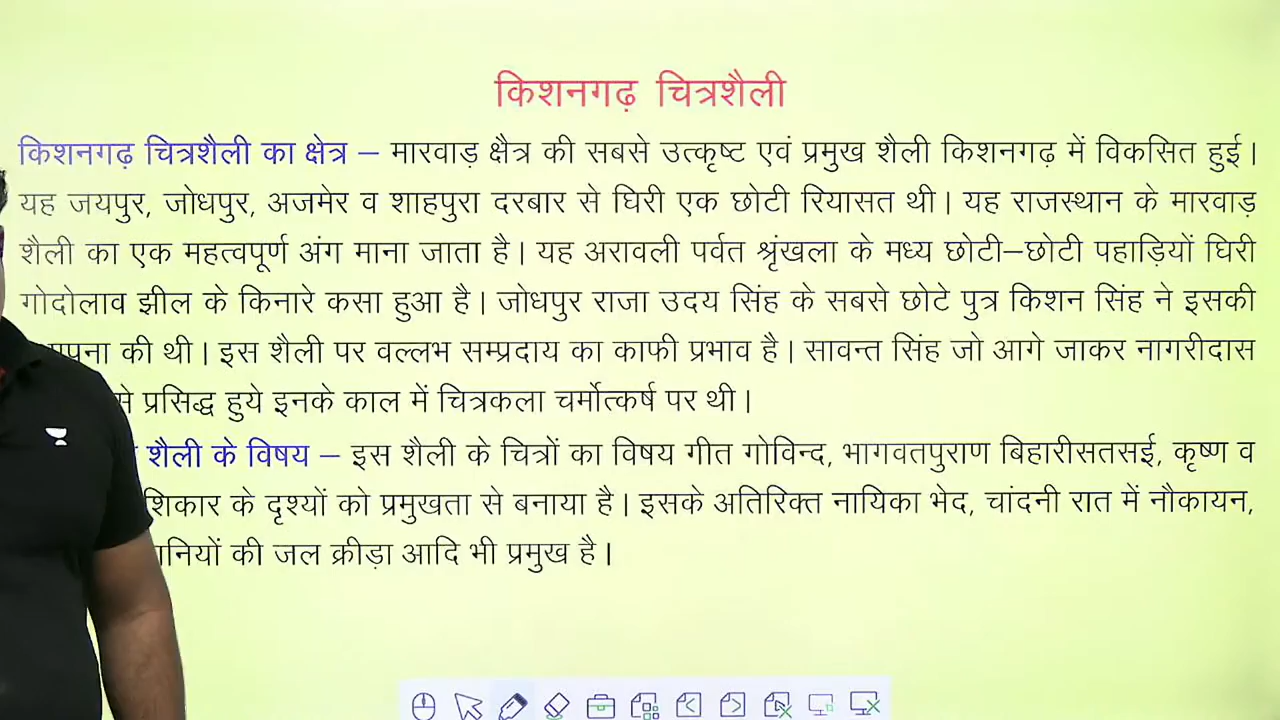 किशनगढ़ चित्रशैली
किशनगढ़ चित्रशैली का क्षेत्र – मारवाड़ क्षैत्र की सबसे उत्कृष्ट एवं प्रमुख शैली किशनगढ़ में विकसित हुई।
यह जयपुर, जोधपुर, अजमेर व शाहपुरा दरबार से घिरी एक छोटी रियासत थी। यह राजस्थान के मारवाड़
शैली का एक महत्वपूर्ण अंग माना जाता है। यह अरावली पर्वत श्रृंखला के मध्य छोटी–छोटी पहाड़ियों घिरी
गोदोलाव झील के किनारे कसा हुआ है। जोधपुर राजा उदय सिंह के सबसे छोटे पुत्र किशन सिंह ने इसकी
की थी। इस शैली पर वल्लभ सम्प्रदाय का काफी प्रभाव है। सावन्त सिंह जो आगे जाकर नागरीदास
से प्रसिद्ध हुये इनके काल में चित्रकला चर्मोत्कर्ष पर थी।
शैली के विषय – इस शैली के चित्रों का विषय गीत गोविन्द, भागवतपुराण बिहारीसतसई, कृष्ण व
शिकार के दृश्यों को प्रमुखता से बनाया है। इसके अतिरिक्त नायिका भेद, चांदनी रात में नौकायन,
की जल क्रीड़ा आदि भी प्रमुख है।